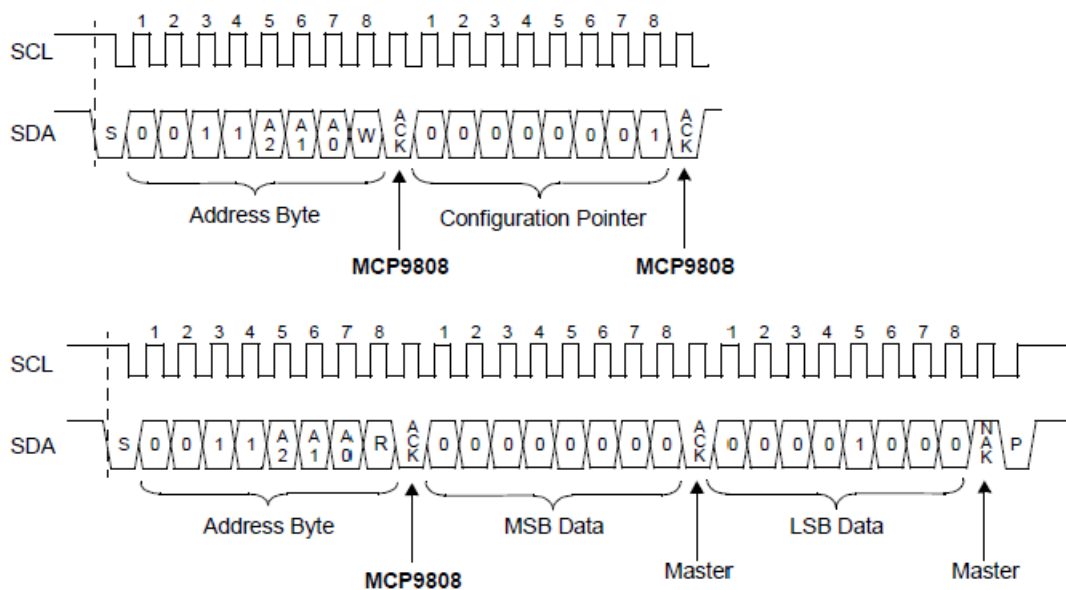 1 2 3 4 5 6 7 8 1 2 3 4 5 6 7 8
SCL
SDA S 0 0 1 1 A2 A1 A0 W ACK 0 0 0 0 0 0 0 1 ACK
Address Byte Configuration Pointer
MCP9808 MCP9808
1 2 3 4 5 6 7 8 1 2 3 4 5 6 7 8 1 2 3 4 5 6 7 8
SCL
SDA S 0 0 1 1 A2 A1 A0 R ACK 0 0 0 0 0 0 0 0 ACK 0 0 0 0 1 0 0 0 NAK P
Address Byte MSB Data LSB Data
MCP9808 Master Master